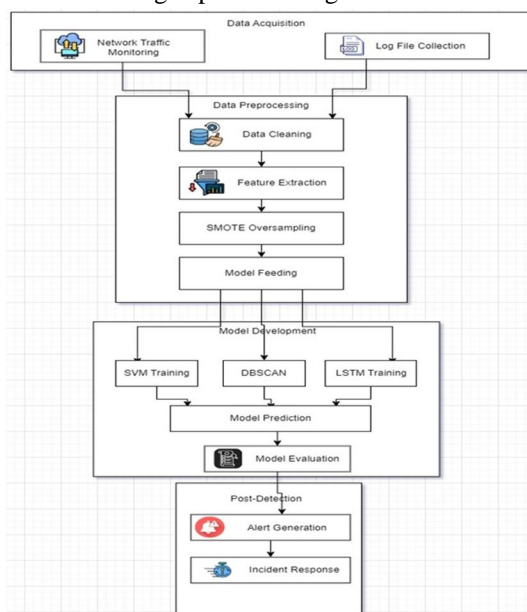 Data Acquisition
Network Traffic
Monitoring
Log File Collection
Data Preprocessing
Data Cleaning
Feature Extraction
SMOTE Oversampling
Model Feeding
Model Development
SVM Training
DBSCAN
LSTM Training
Model Prediction
Model Evaluation
Post-Detection
Alert Generation
Incident Response